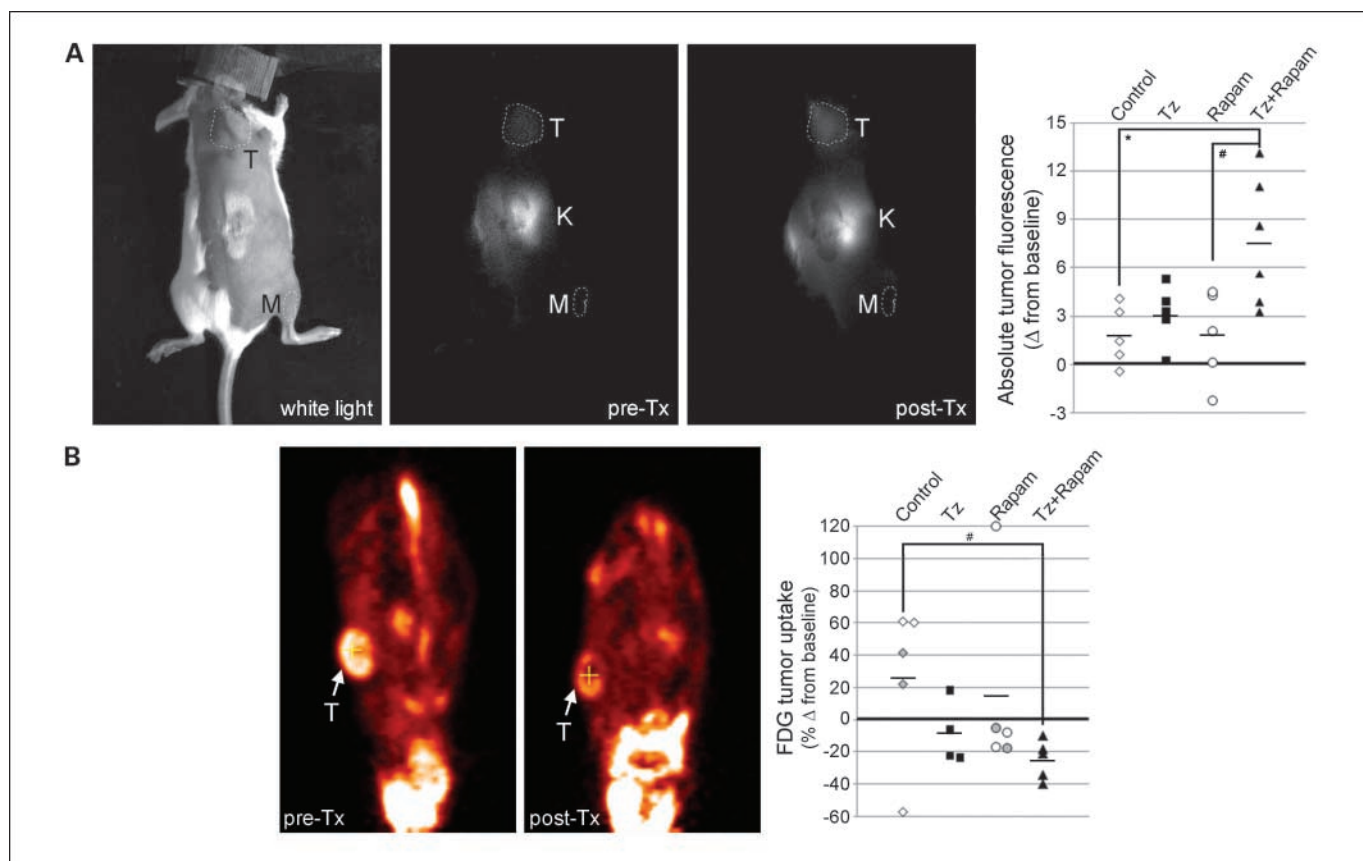 A
T
M
white light
T
K
M
pre-Tx
T
K
M
post-Tx
Control
Tz
Rapam
Tz+Rapam
Absolute tumor fluorescence
(Δ from baseline)
15
12
9
6
3
0
-3
*
#
B
T
pre-Tx
T
post-Tx
Control
Tz
Rapam
Tz+Rapam
FDG tumor uptake
(% Δ from baseline)
120
100
80
60
40
20
0
-20
-40
-60
#